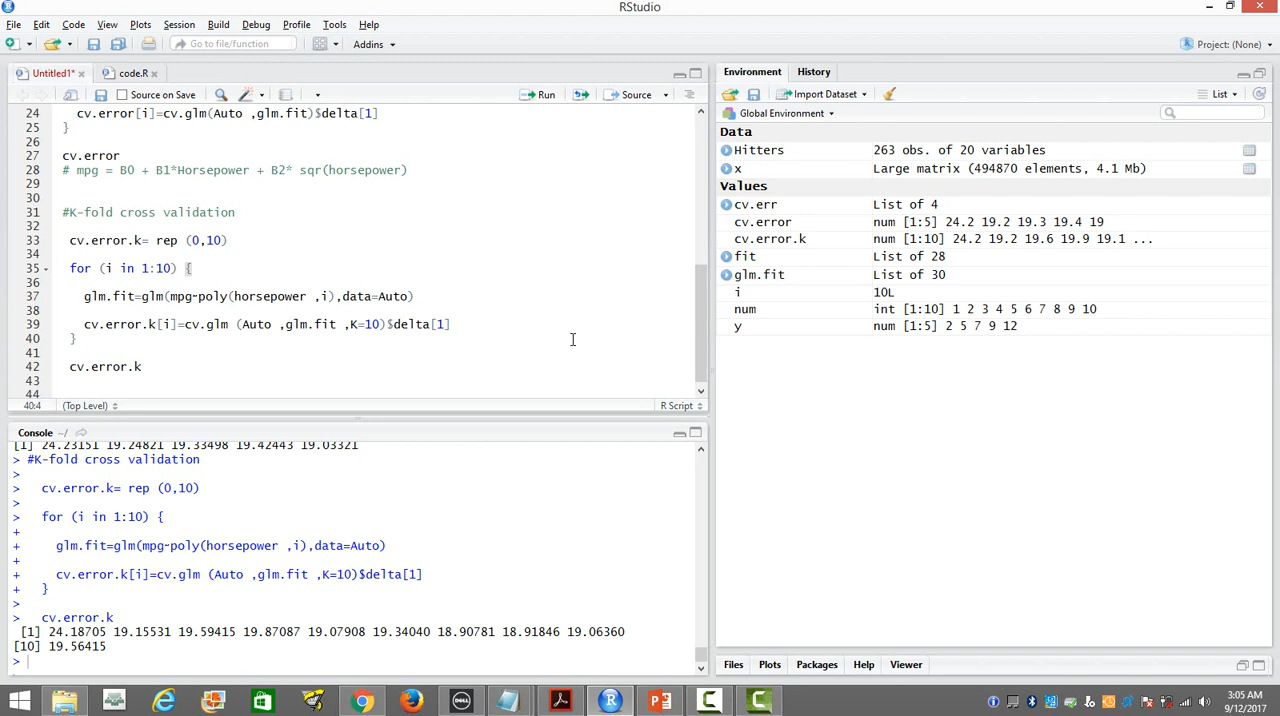 RStudio
File Edit Code View Plots Session Build Debug Profile Tools Help
Go to file/function Addins Project: (None)
Untitled1* code.R
Source on Save Run Source
24 cv.error[i]=cv.glm(Auto ,glm.fit)$delta[1]
25 }
26
27 cv.error
28 # mpg = B0 + B1*Horsepower + B2* sqr(horsepower)
29
30
31 #K-fold cross validation
32
33 cv.error.k= rep (0,10)
34
35 for (i in 1:10) {
36
37 glm.fit=glm(mpg~poly(horsepower ,i),data=Auto)
38
39 cv.error.k[i]=cv.glm (Auto ,glm.fit ,K=10)$delta[1]
40 }
41
42 cv.error.k
43
44
40:4 (Top Level) R Script
Console ~/
[1] 24.23151 19.24821 19.33498 19.42443 19.03321
> #K-fold cross validation
>
> cv.error.k= rep (0,10)
>
> for (i in 1:10) {
+
+ glm.fit=glm(mpg~poly(horsepower ,i),data=Auto)
+
+ cv.error.k[i]=cv.glm (Auto ,glm.fit ,K=10)$delta[1]
+ }
>
> cv.error.k
[1] 24.18705 19.15531 19.59415 19.87087 19.07908 19.34040 18.90781 18.91846 19.06360
[10] 19.56415
>
Environment History
Import Dataset List
Global Environment
Data
Hitters 263 obs. of 20 variables
x Large matrix (494870 elements, 4.1 Mb)
Values
cv.err List of 4
cv.error num [1:5] 24.2 19.2 19.3 19.4 19
cv.error.k num [1:10] 24.2 19.2 19.6 19.9 19.1 ...
fit List of 28
glm.fit List of 30
i 10L
num int [1:10] 1 2 3 4 5 6 7 8 9 10
y num [1:5] 2 5 7 9 12
Files Plots Packages Help Viewer
3:05 AM
9/12/2017